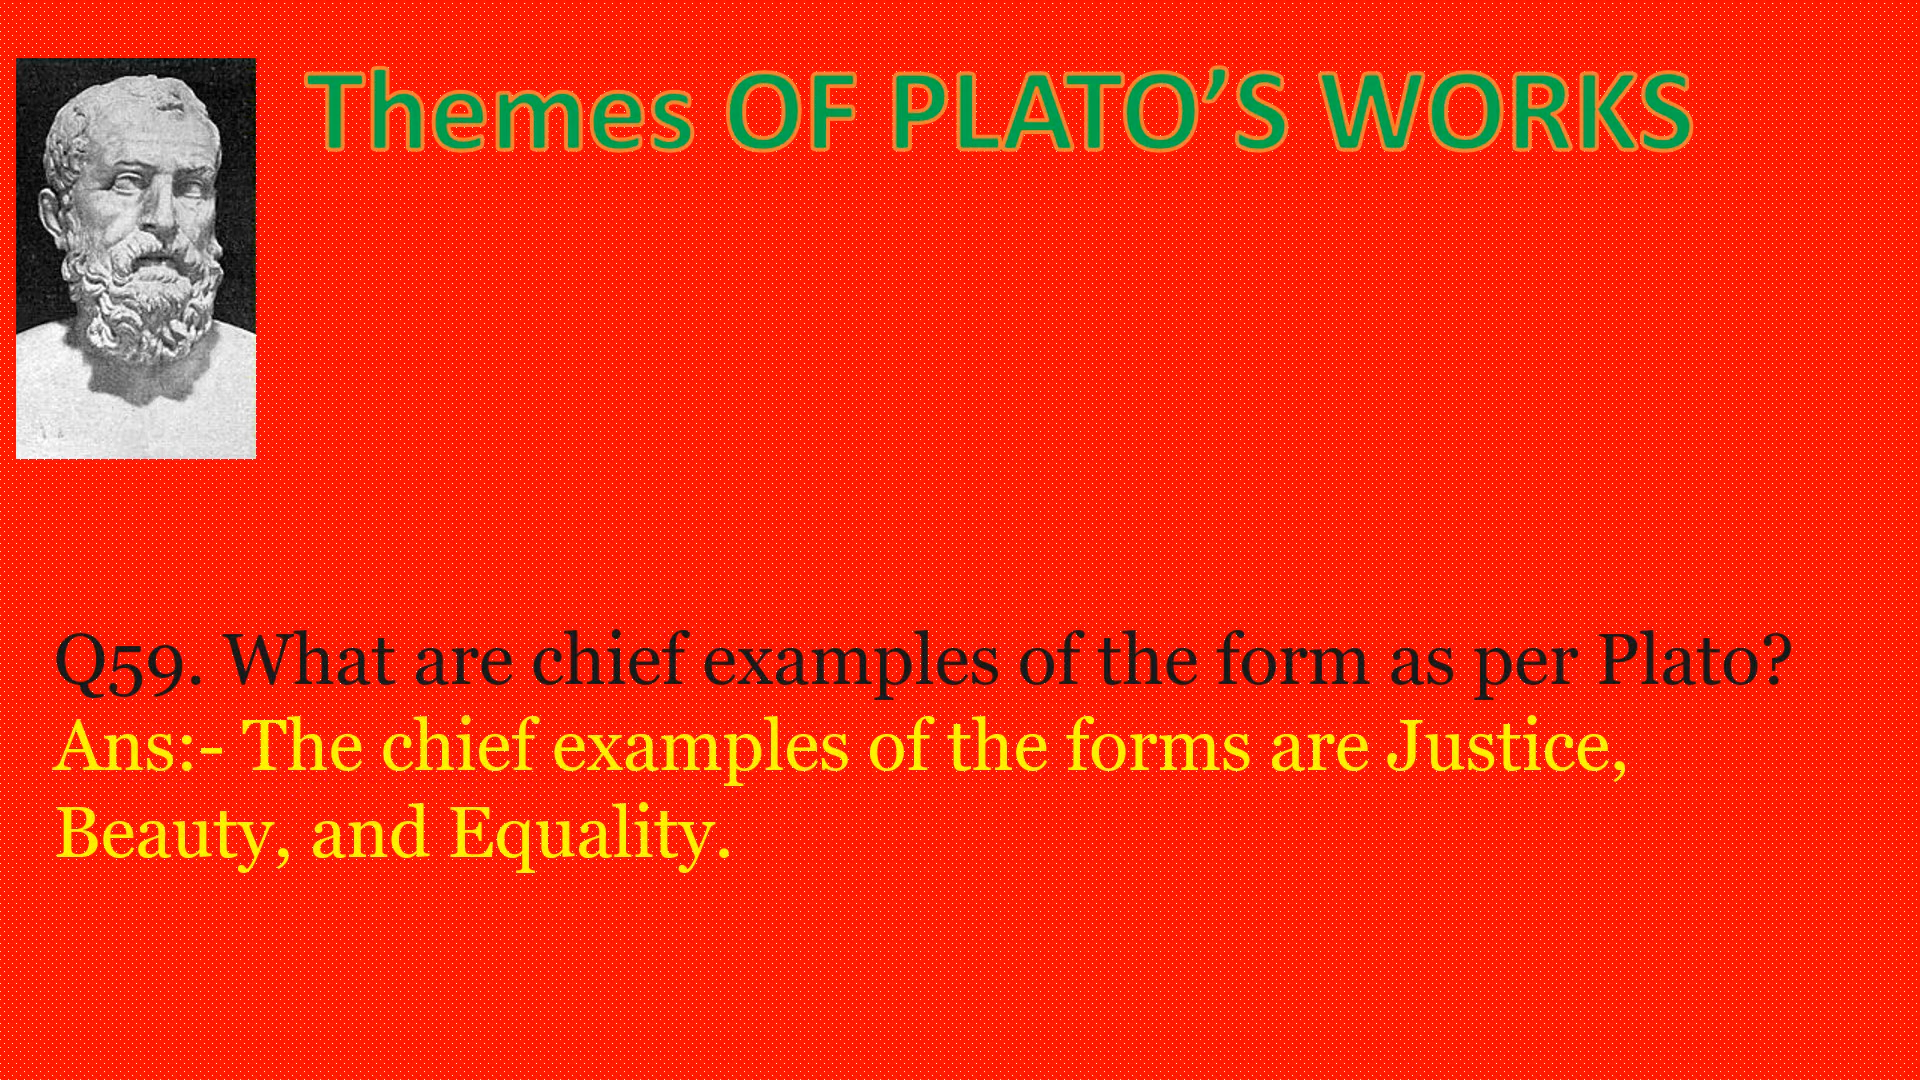 Themes OF PLATO’S WORKS
Q59. What are chief examples of the form as per Plato?
Ans:- The chief examples of the forms are Justice,
Beauty, and Equality.